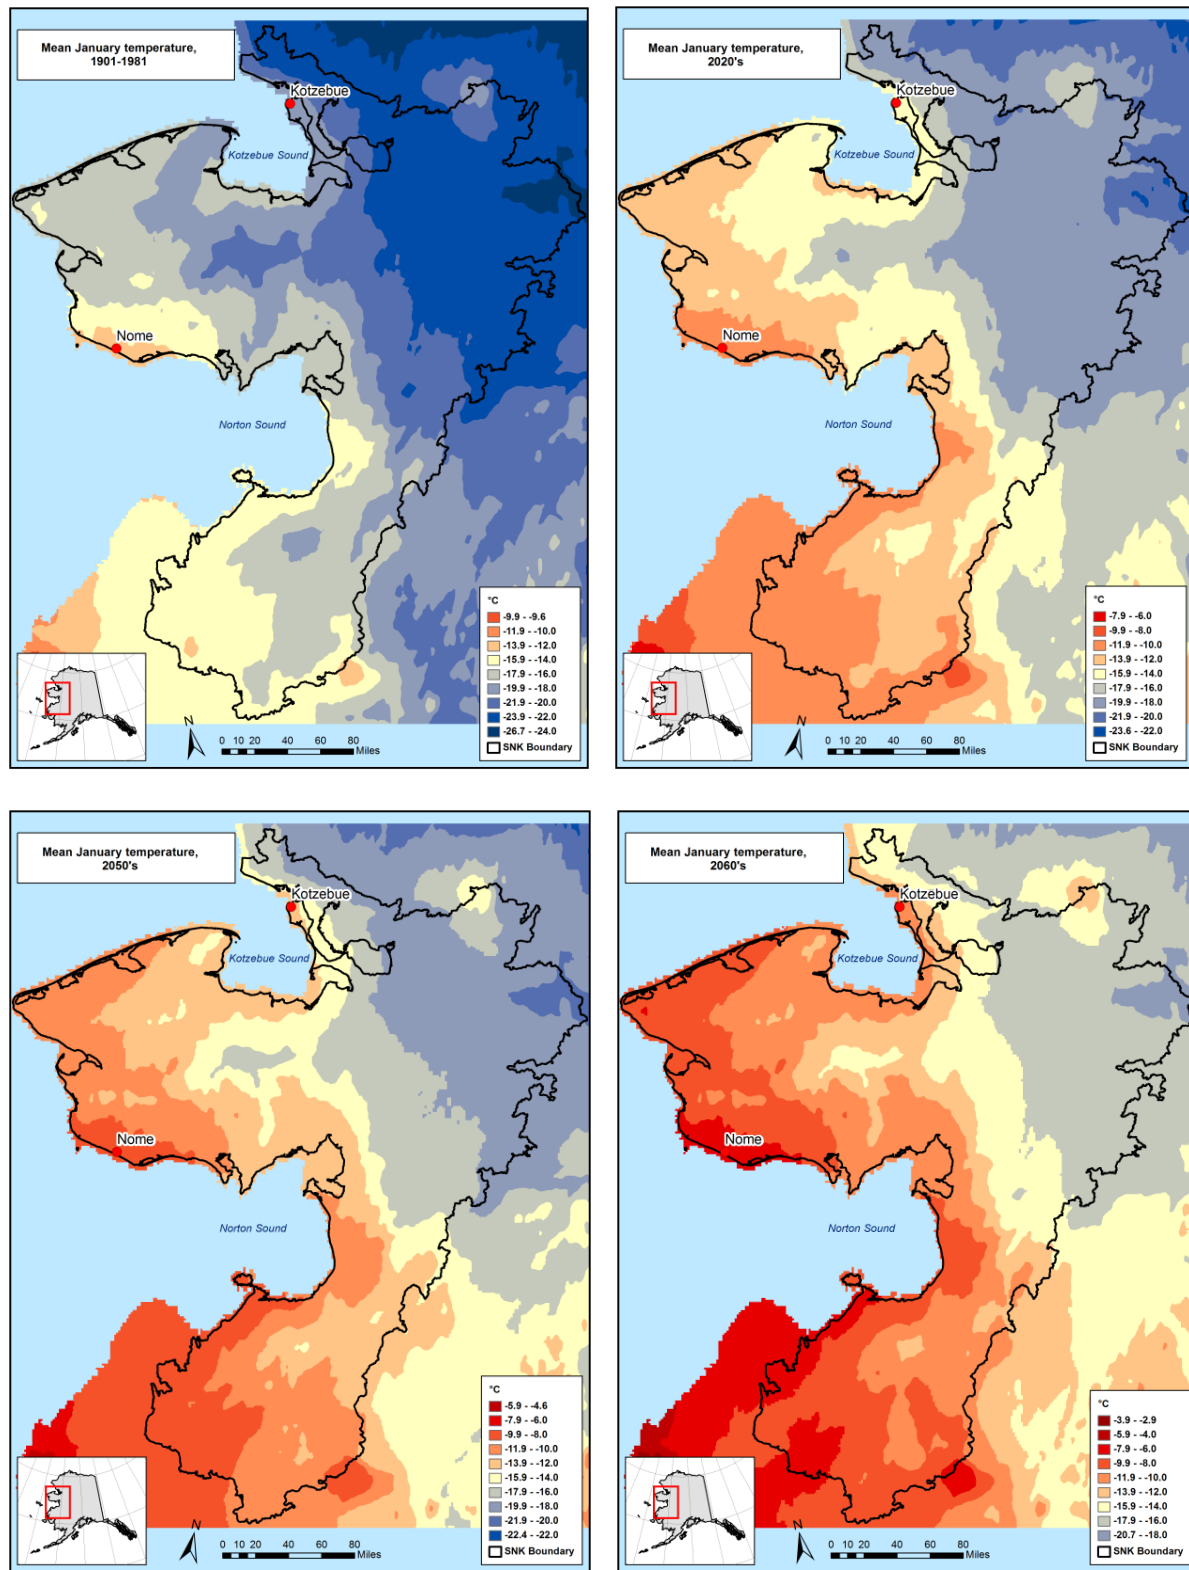 Mean January temperature,
1901-1981
Kotzebue
Kotzebue Sound
Nome
Norton Sound
°C
-9.9 - -9.6
-11.9 - -10.0
-13.9 - -12.0
-15.9 - -14.0
-17.9 - -16.0
-19.9 - -18.0
-21.9 - -20.0
-23.9 - -22.0
-26.7 - -24.0
SNK Boundary
N
0 10 20 40 60 80
Miles
Mean January temperature,
2020's
Kotzebue
Kotzebue Sound
Nome
Norton Sound
°C
-7.9 - -6.0
-9.9 - -8.0
-11.9 - -10.0
-13.9 - -12.0
-15.9 - -14.0
-17.9 - -16.0
-19.9 - -18.0
-21.9 - -20.0
-23.6 - -22.0
SNK Boundary
N
0 10 20 40 60 80
Miles
Mean January temperature,
2050's
Kotzebue
Kotzebue Sound
Nome
Norton Sound
°C
-5.9 - -4.6
-7.9 - -6.0
-9.9 - -8.0
-11.9 - -10.0
-13.9 - -12.0
-15.9 - -14.0
-17.9 - -16.0
-19.9 - -18.0
-21.9 - -20.0
-22.4 - -22.0
SNK Boundary
N
0 10 20 40 60 80
Miles
Mean January temperature,
2060's
Kotzebue
Kotzebue Sound
Nome
Norton Sound
°C
-3.9 - -2.9
-5.9 - -4.0
-7.9 - -6.0
-9.9 - -8.0
-11.9 - -10.0
-13.9 - -12.0
-15.9 - -14.0
-17.9 - -16.0
-20.7 - -18.0
SNK Boundary
N
0 10 20 40 60 80
Miles